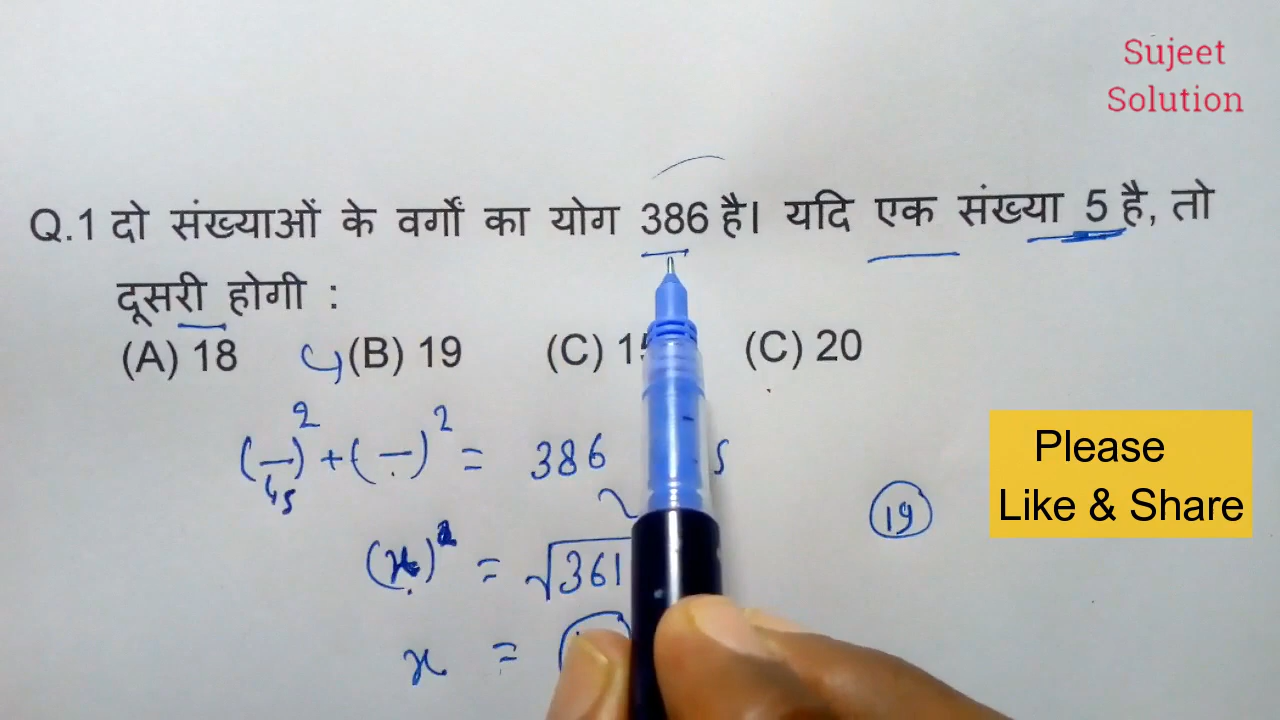 Sujeet
Solution
Q.1 दो संख्याओं के वर्गों का योग 386 है। यदि एक संख्या 5 है, तो
दूसरी होगी :
(A) 18 (B) 19 (C) (C) 20
( )² + ( )² = 386
Please
Like & Share
19
(x)² = √361
x =